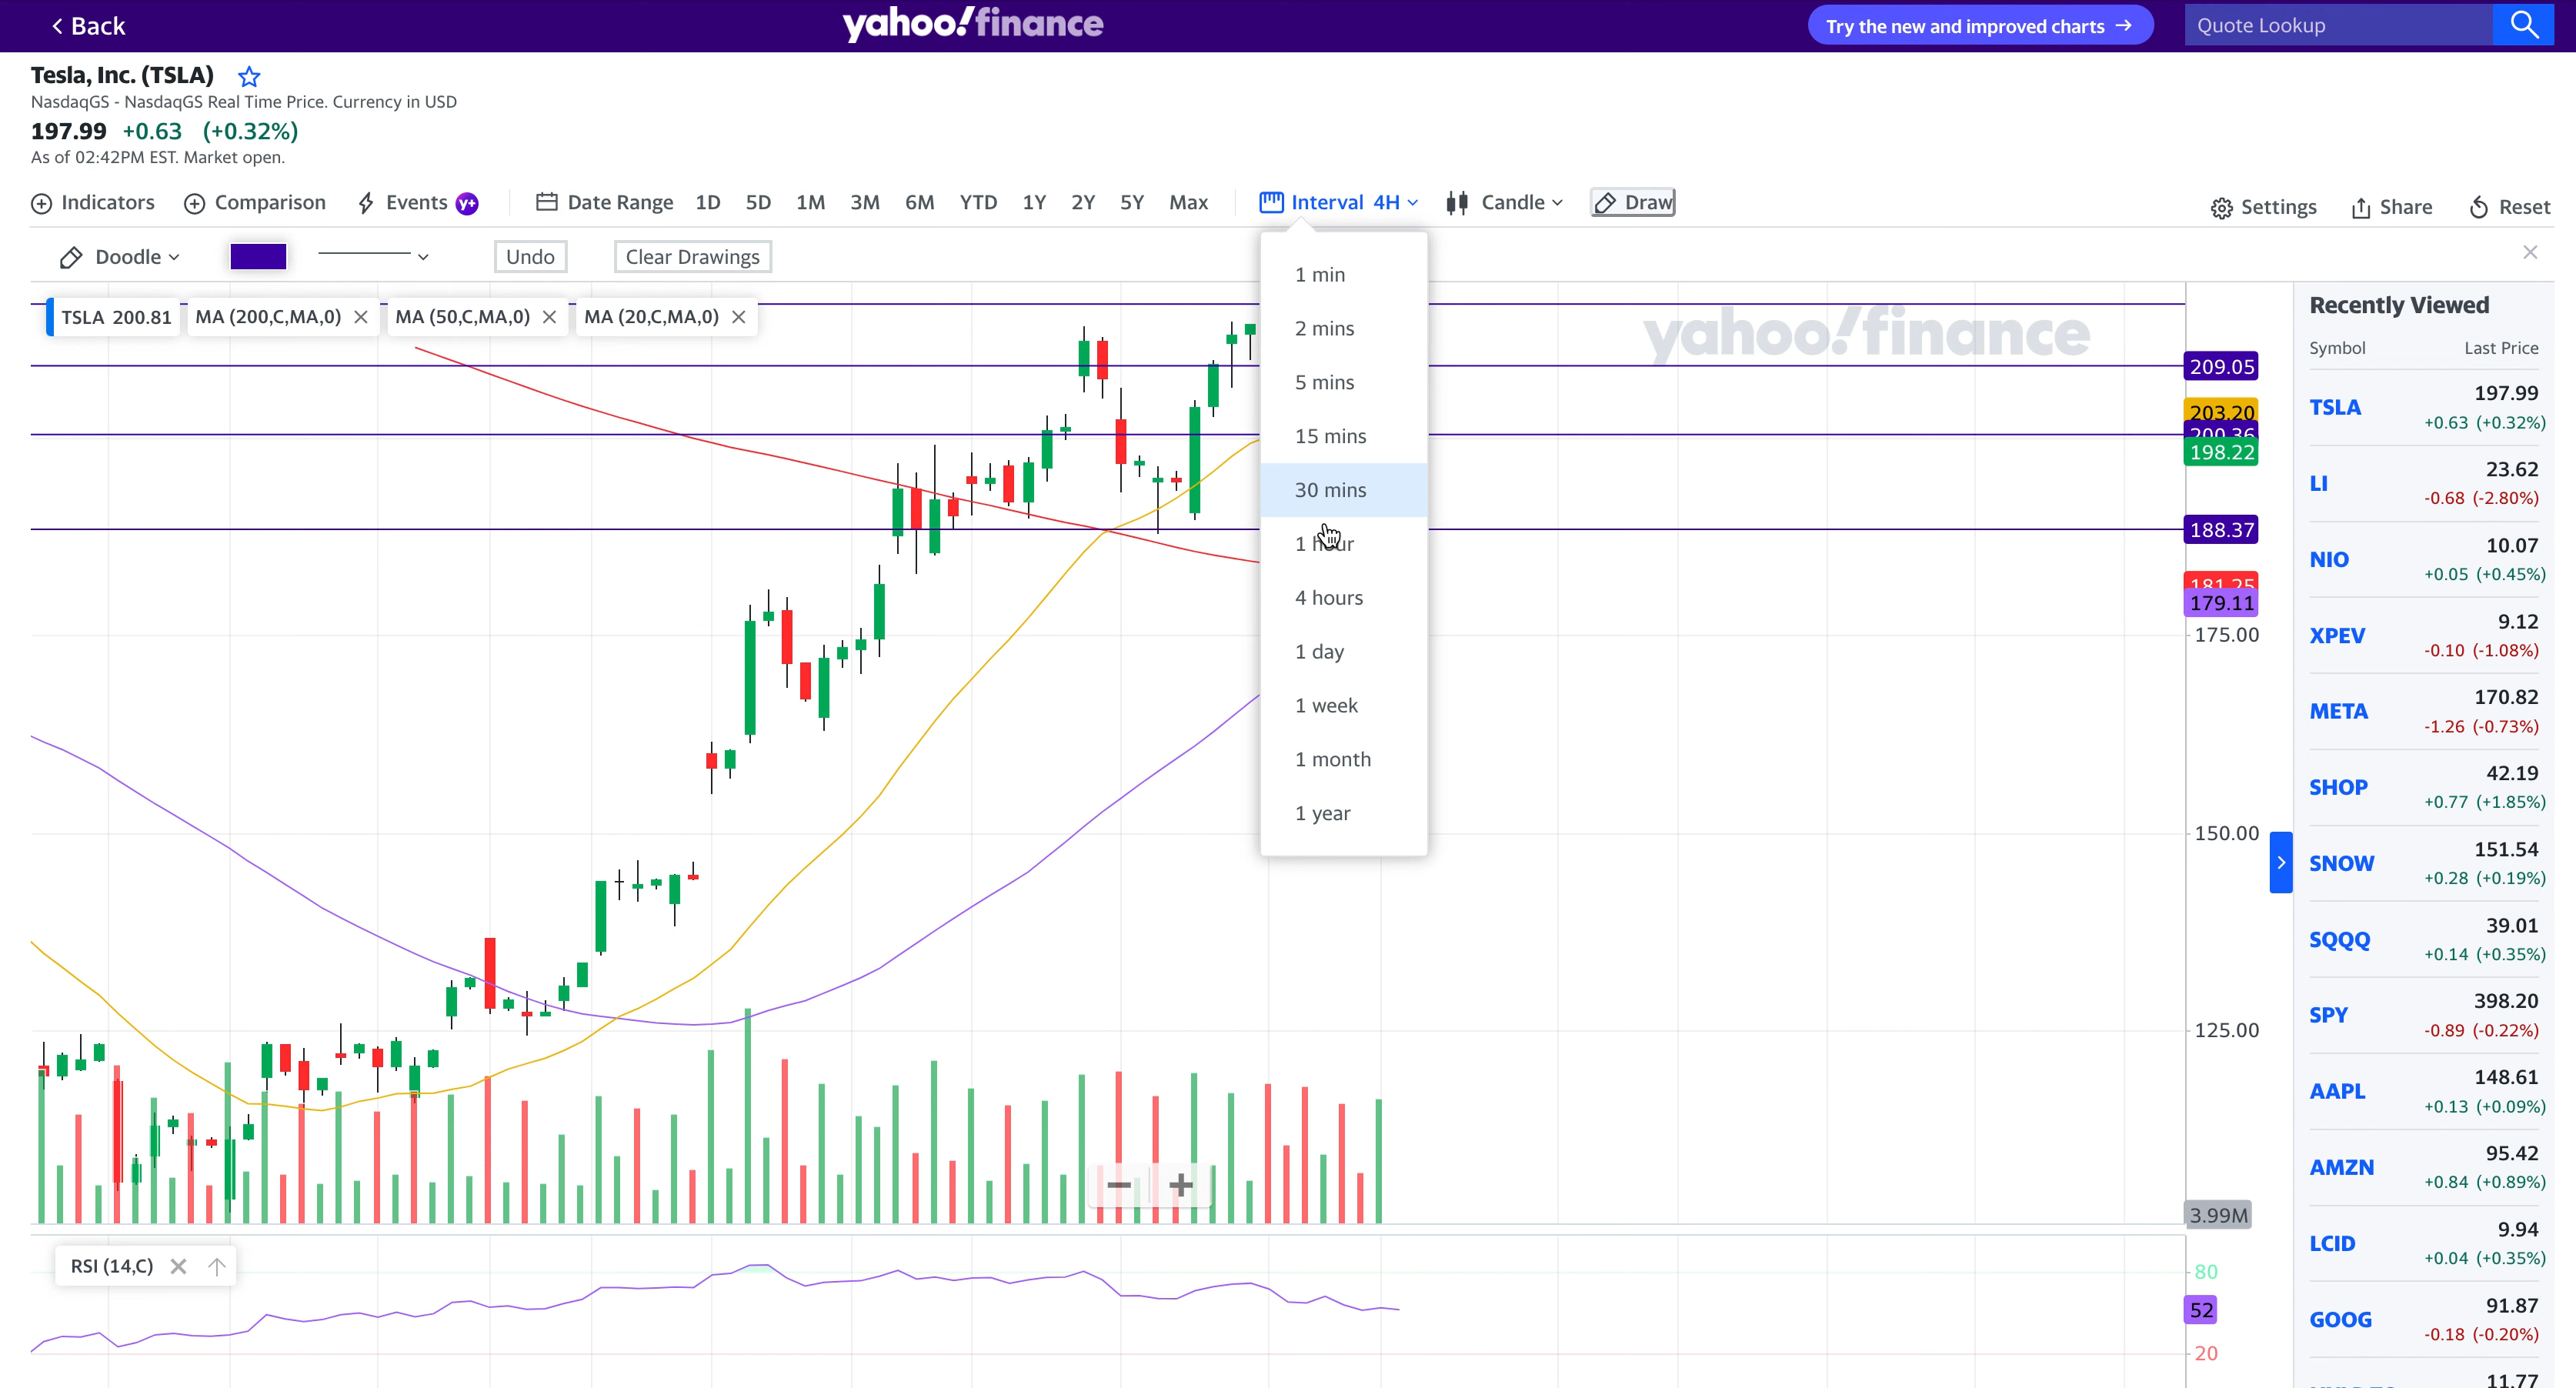 Back
yahoo!finance
Try the new and improved charts →
Quote Lookup
Tesla, Inc. (TSLA)
NasdaqGS - NasdaqGS Real Time Price. Currency in USD
197.99 +0.63 (+0.32%)
As of 02:42PM EST. Market open.
Indicators Comparison Events y+ Date Range 1D 5D 1M 3M 6M YTD 1Y 2Y 5Y Max Interval 4H Candle Draw Settings Share Reset
Doodle Undo Clear Drawings
TSLA 200.81 MA (200,C,MA,0) MA (50,C,MA,0) MA (20,C,MA,0)
yahoo!finance
1 min
2 mins
5 mins
15 mins
30 mins
1 hour
4 hours
1 day
1 week
1 month
1 year
209.05
203.20
200.36
198.22
188.37
181.25
179.11
175.00
150.00
125.00
3.99M
RSI (14,C)
80
52
20
Recently Viewed
Symbol Last Price
TSLA 197.99
+0.63 (+0.32%)
LI 23.62
-0.68 (-2.80%)
NIO 10.07
+0.05 (+0.45%)
XPEV 9.12
-0.10 (-1.08%)
META 170.82
-1.26 (-0.73%)
SHOP 42.19
+0.77 (+1.85%)
SNOW 151.54
+0.28 (+0.19%)
SQQQ 39.01
+0.14 (+0.35%)
SPY 398.20
-0.89 (-0.22%)
AAPL 148.61
+0.13 (+0.09%)
AMZN 95.42
+0.84 (+0.89%)
LCID 9.94
+0.04 (+0.35%)
GOOG 91.87
-0.18 (-0.20%)
11.77